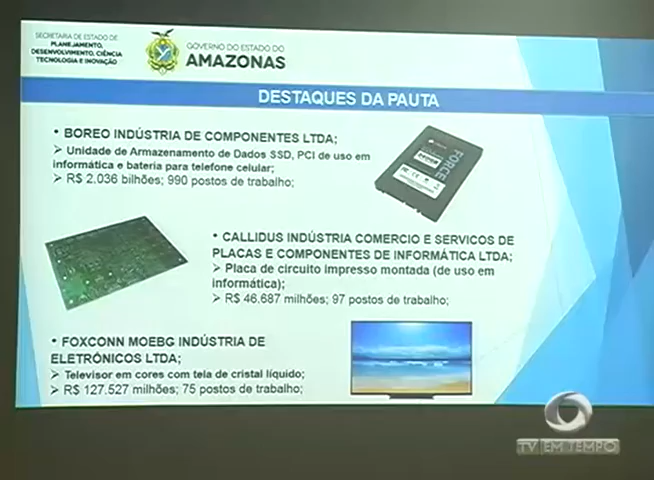 SECRETARIA DE ESTADO DE
PLANEJAMENTO,
DESENVOLVIMENTO, CIÊNCIA
TECNOLOGIA E INOVAÇÃO
GOVERNO DO ESTADO DO
AMAZONAS
DESTAQUES DA PAUTA
• BOREO INDÚSTRIA DE COMPONENTES LTDA;
➢ Unidade de Armazenamento de Dados SSD, PCI de uso em
informática e bateria para telefone celular;
➢ R$ 2.036 bilhões; 990 postos de trabalho;
FORCE
• CALLIDUS INDÚSTRIA COMERCIO E SERVICOS DE
PLACAS E COMPONENTES DE INFORMÁTICA LTDA;
➢ Placa de circuito impresso montada (de uso em
informática);
➢ R$ 46.687 milhões; 97 postos de trabalho;
• FOXCONN MOEBG INDÚSTRIA DE
ELETRÔNICOS LTDA;
➢ Televisor em cores com tela de cristal líquido;
➢ R$ 127.527 milhões; 75 postos de trabalho;
TV EM TEMPO